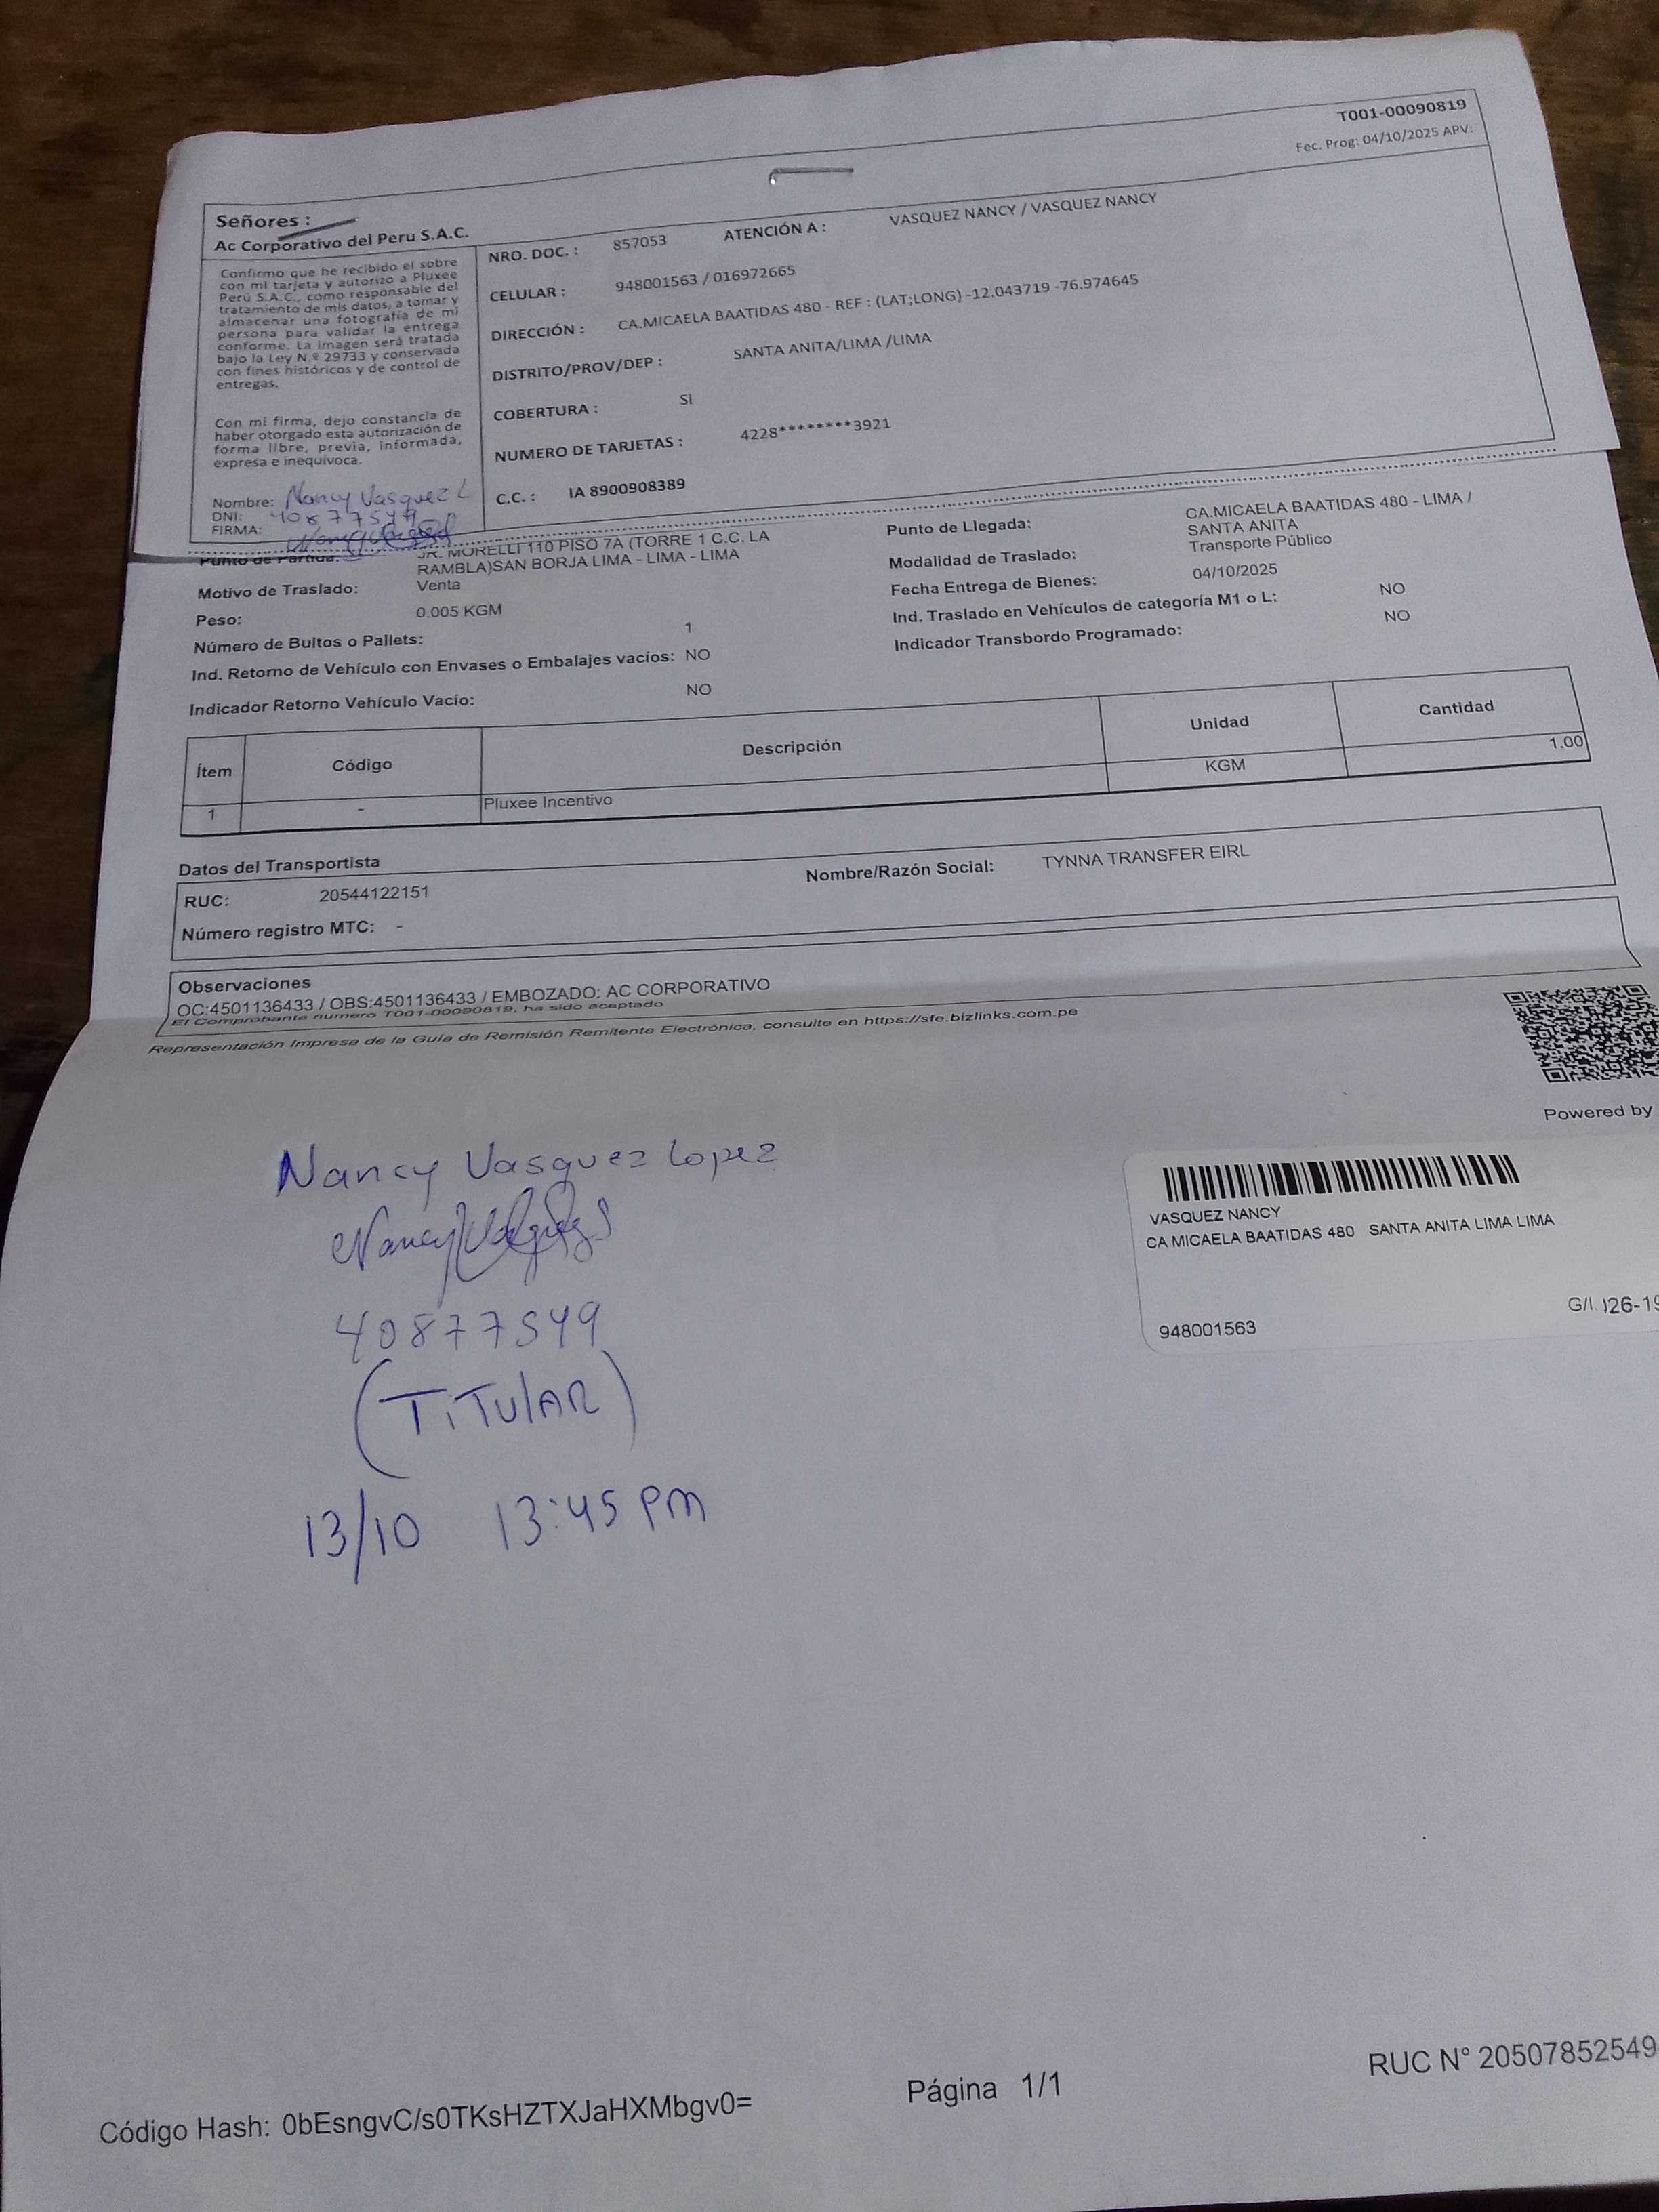 T001-00090819
Fec. Prog: 04/10/2025 APV:
Señores :
Ac Corporativo del Peru S.A.C.
Confirmo que he recibido el sobre
con mi tarjeta y autorizo a Pluxee
Perú S.A.C., como responsable del
tratamiento de mis datos, a tomar y
almacenar una fotografía de mi
persona para validar la entrega
conforme. La imagen será tratada
bajo la Ley N.º 29733 y conservada
con fines históricos y de control de
entregas.
Con mi firma, dejo constancia de
haber otorgado esta autorización de
forma libre, previa, informada,
expresa e inequívoca.
Nombre: Nancy Vasquez L
DNI: 40877549
FIRMA:
NRO. DOC. : 857053 ATENCIÓN A : VASQUEZ NANCY / VASQUEZ NANCY
CELULAR : 948001563 / 016972665
DIRECCIÓN : CA.MICAELA BAATIDAS 480 - REF : (LAT;LONG) -12.043719 -76.974645
DISTRITO/PROV/DEP : SANTA ANITA/LIMA /LIMA
COBERTURA : SI
NUMERO DE TARJETAS : 4228********3921
C.C. : IA 8900908389
Punto de Partida: JR. MORELLI 110 PISO 7A (TORRE 1 C.C. LA
RAMBLA)SAN BORJA LIMA - LIMA - LIMA
Motivo de Traslado: Venta
Peso: 0.005 KGM
Número de Bultos o Pallets: 1
Ind. Retorno de Vehículo con Envases o Embalajes vacíos: NO
Indicador Retorno Vehículo Vacío: NO
Punto de Llegada: CA.MICAELA BAATIDAS 480 - LIMA /
SANTA ANITA
Modalidad de Traslado: Transporte Público
Fecha Entrega de Bienes: 04/10/2025
Ind. Traslado en Vehículos de categoría M1 o L: NO
Indicador Transbordo Programado: NO
Ítem Código Descripción Unidad Cantidad
1 - Pluxee Incentivo KGM 1.00
Datos del Transportista
RUC: 20544122151 Nombre/Razón Social: TYNNA TRANSFER EIRL
Número registro MTC: -
Observaciones
OC:4501136433 / OBS:4501136433 / EMBOZADO: AC CORPORATIVO
El Comprobante numero T001-00090819, ha sido aceptado
Representación Impresa de la Guía de Remisión Remitente Electrónica, consulte en https://sfe.bizlinks.com.pe
Powered by
Nancy Vasquez Lopez
40877549
(TiTulAR)
13/10 13:45 Pm
VASQUEZ NANCY
CA MICAELA BAATIDAS 480 SANTA ANITA LIMA LIMA
948001563
Código Hash: 0bEsngvC/s0TKsHZTXJaHXMbgv0=
Página 1/1
RUC N° 20507852549